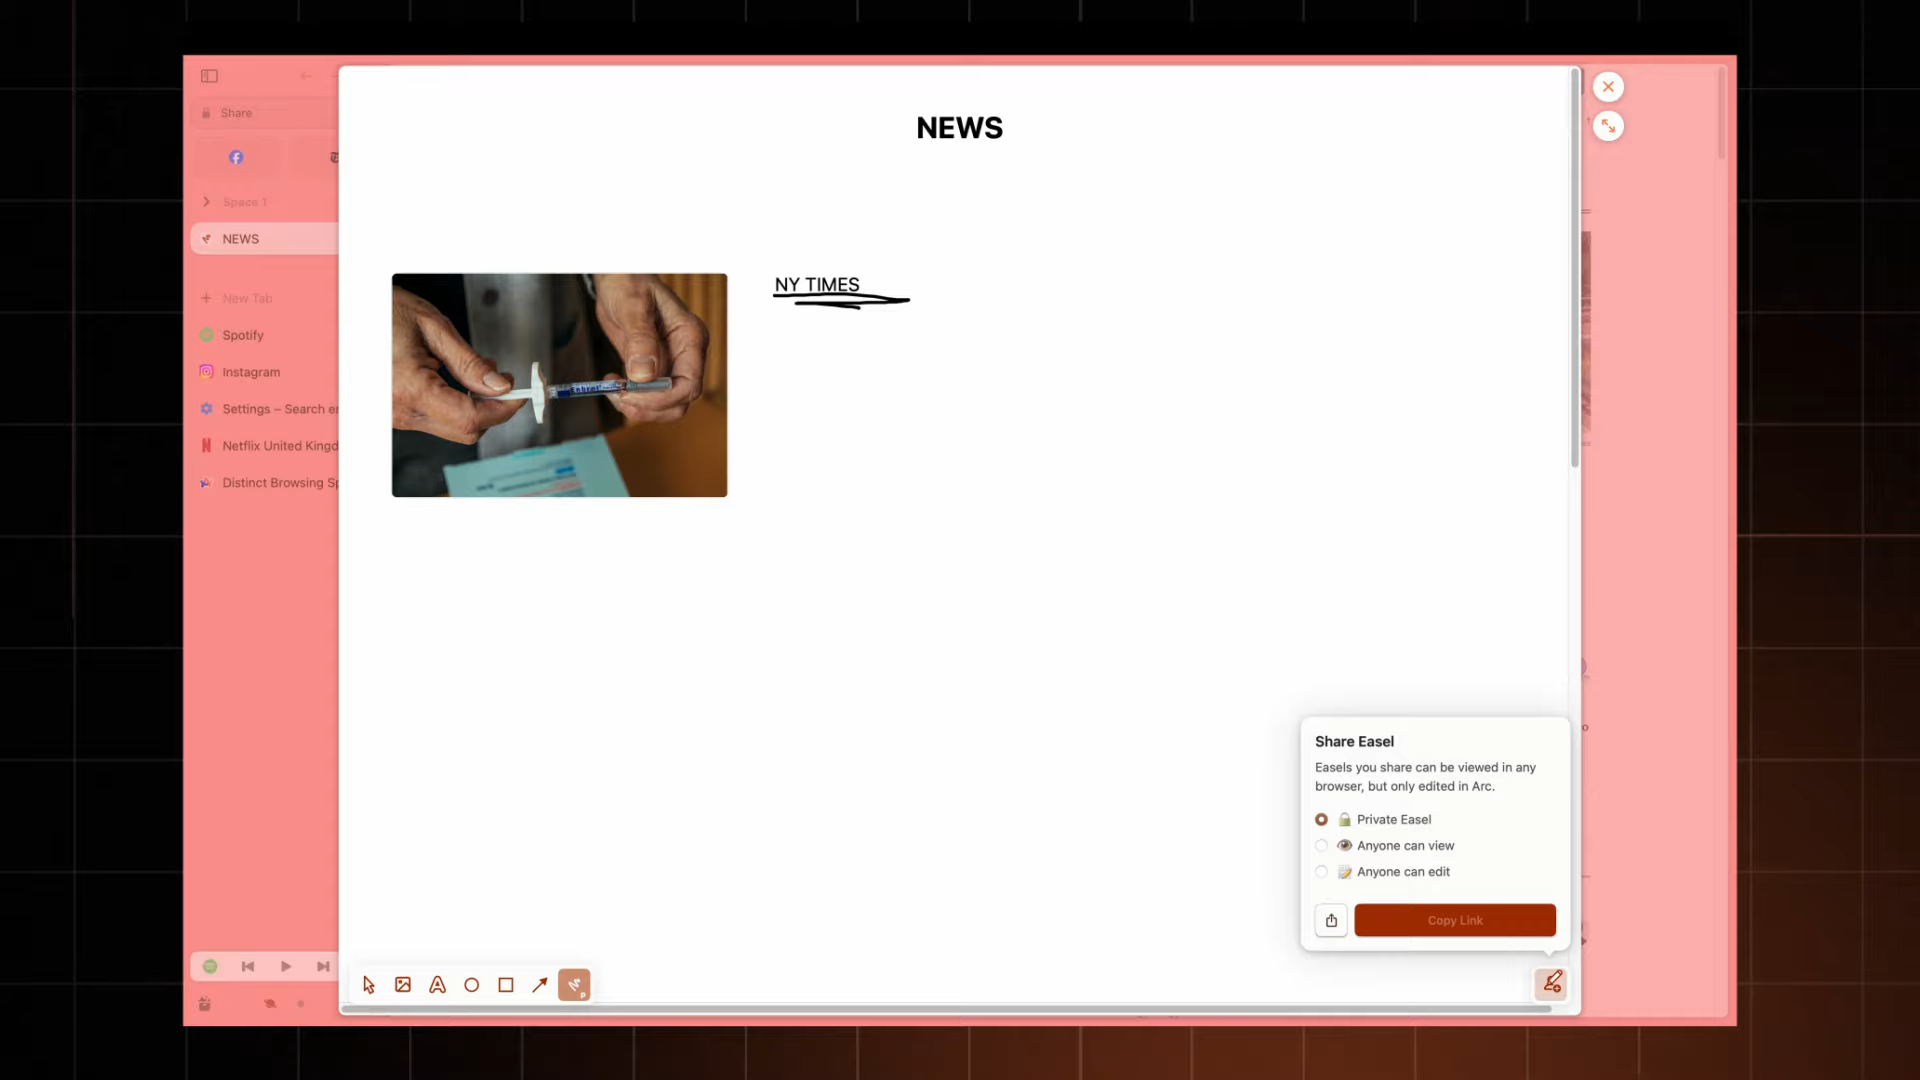 Share
Space 1
NEWS
New Tab
Spotify
Instagram
Settings – Search
Netflix United
Distinct Browsing
NEWS
NY TIMES
Enbrel
Share Easel
Easels you share can be viewed in any
browser, but only edited in Arc.
Private Easel
Anyone can view
Anyone can edit
Copy Link